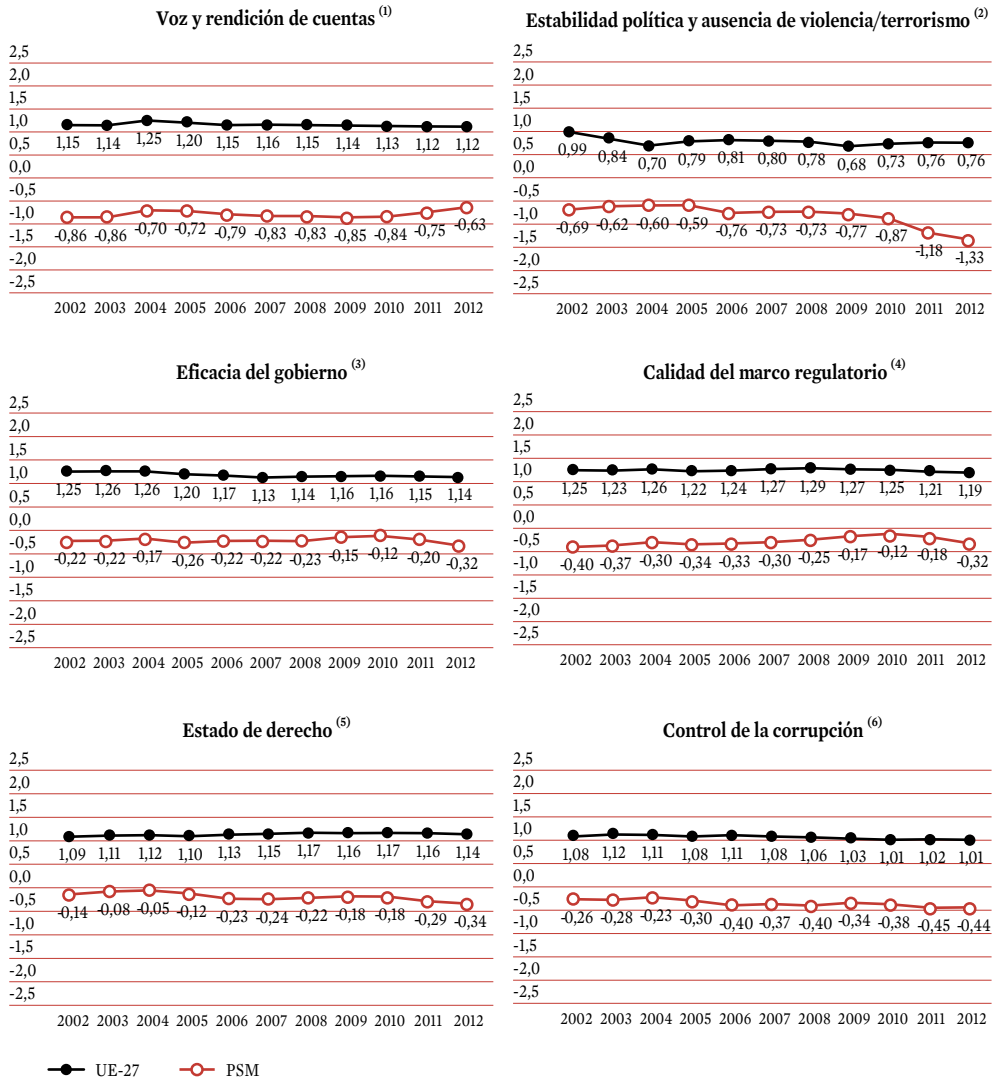 Voz y rendición de cuentas (1)
2,5
2,0
1,5
1,0
0,5
0,0
-0,5
-1,0
-1,5
-2,0
-2,5
1,15 1,14 1,25 1,20 1,15 1,16 1,15 1,14 1,13 1,12 1,12
-0,86 -0,86 -0,70 -0,72 -0,79 -0,83 -0,83 -0,85 -0,84 -0,75 -0,63
2002 2003 2004 2005 2006 2007 2008 2009 2010 2011 2012
Estabilidad política y ausencia de violencia/terrorismo (2)
2,5
2,0
1,5
1,0
0,5
0,0
-0,5
-1,0
-1,5
-2,0
-2,5
0,99 0,84 0,70 0,79 0,81 0,80 0,78 0,68 0,73 0,76 0,76
-0,69 -0,62 -0,60 -0,59 -0,76 -0,73 -0,73 -0,77 -0,87 -1,18 -1,33
2002 2003 2004 2005 2006 2007 2008 2009 2010 2011 2012
Eficacia del gobierno (3)
2,5
2,0
1,5
1,0
0,5
0,0
-0,5
-1,0
-1,5
-2,0
-2,5
1,25 1,26 1,26 1,20 1,17 1,13 1,14 1,16 1,16 1,15 1,14
-0,22 -0,22 -0,17 -0,26 -0,22 -0,22 -0,23 -0,15 -0,12 -0,20 -0,32
2002 2003 2004 2005 2006 2007 2008 2009 2010 2011 2012
Calidad del marco regulatorio (4)
2,5
2,0
1,5
1,0
0,5
0,0
-0,5
-1,0
-1,5
-2,0
-2,5
1,25 1,23 1,26 1,22 1,24 1,27 1,29 1,27 1,25 1,21 1,19
-0,40 -0,37 -0,30 -0,34 -0,33 -0,30 -0,25 -0,17 -0,12 -0,18 -0,32
2002 2003 2004 2005 2006 2007 2008 2009 2010 2011 2012
Estado de derecho (5)
2,5
2,0
1,5
1,0
0,5
0,0
-0,5
-1,0
-1,5
-2,0
-2,5
1,09 1,11 1,12 1,10 1,13 1,15 1,17 1,16 1,17 1,16 1,14
-0,14 -0,08 -0,05 -0,12 -0,23 -0,24 -0,22 -0,18 -0,18 -0,29 -0,34
2002 2003 2004 2005 2006 2007 2008 2009 2010 2011 2012
Control de la corrupción (6)
2,5
2,0
1,5
1,0
0,5
0,0
-0,5
-1,0
-1,5
-2,0
-2,5
1,08 1,12 1,11 1,08 1,11 1,08 1,06 1,03 1,01 1,02 1,01
-0,26 -0,28 -0,23 -0,30 -0,40 -0,37 -0,40 -0,34 -0,38 -0,45 -0,44
2002 2003 2004 2005 2006 2007 2008 2009 2010 2011 2012
UE-27 PSM